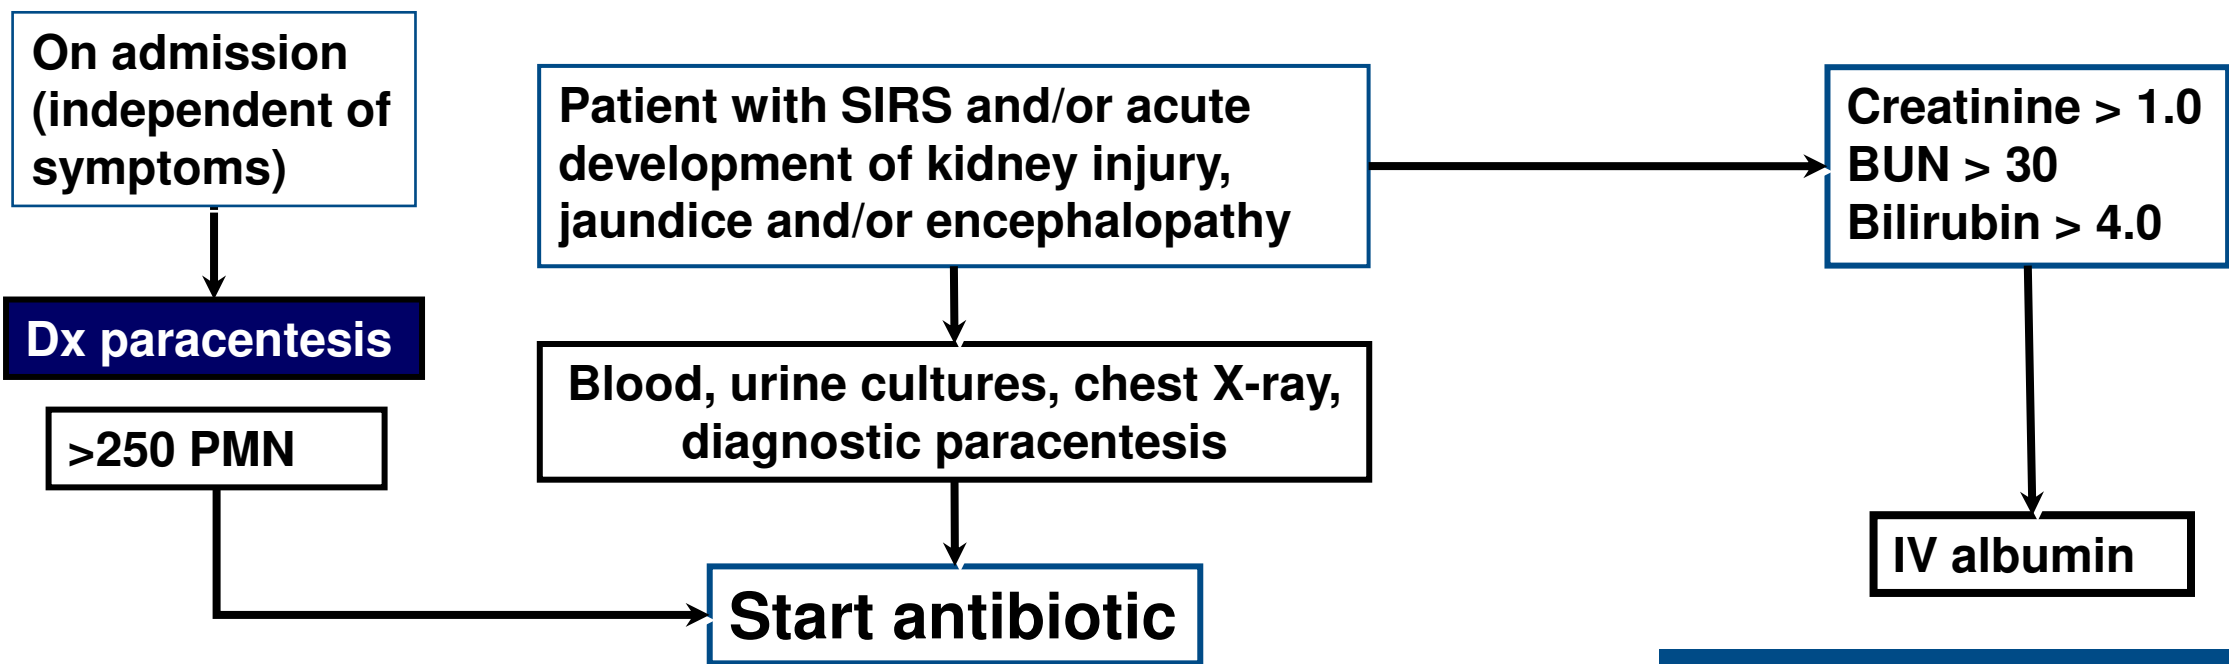 On admission
(independent of
symptoms)
Dx paracentesis
>250 PMN
Patient with SIRS and/or acute
development of kidney injury,
jaundice and/or encephalopathy
Blood, urine cultures, chest X-ray,
diagnostic paracentesis
Start antibiotic
Creatinine > 1.0
BUN > 30
Bilirubin > 4.0
IV albumin